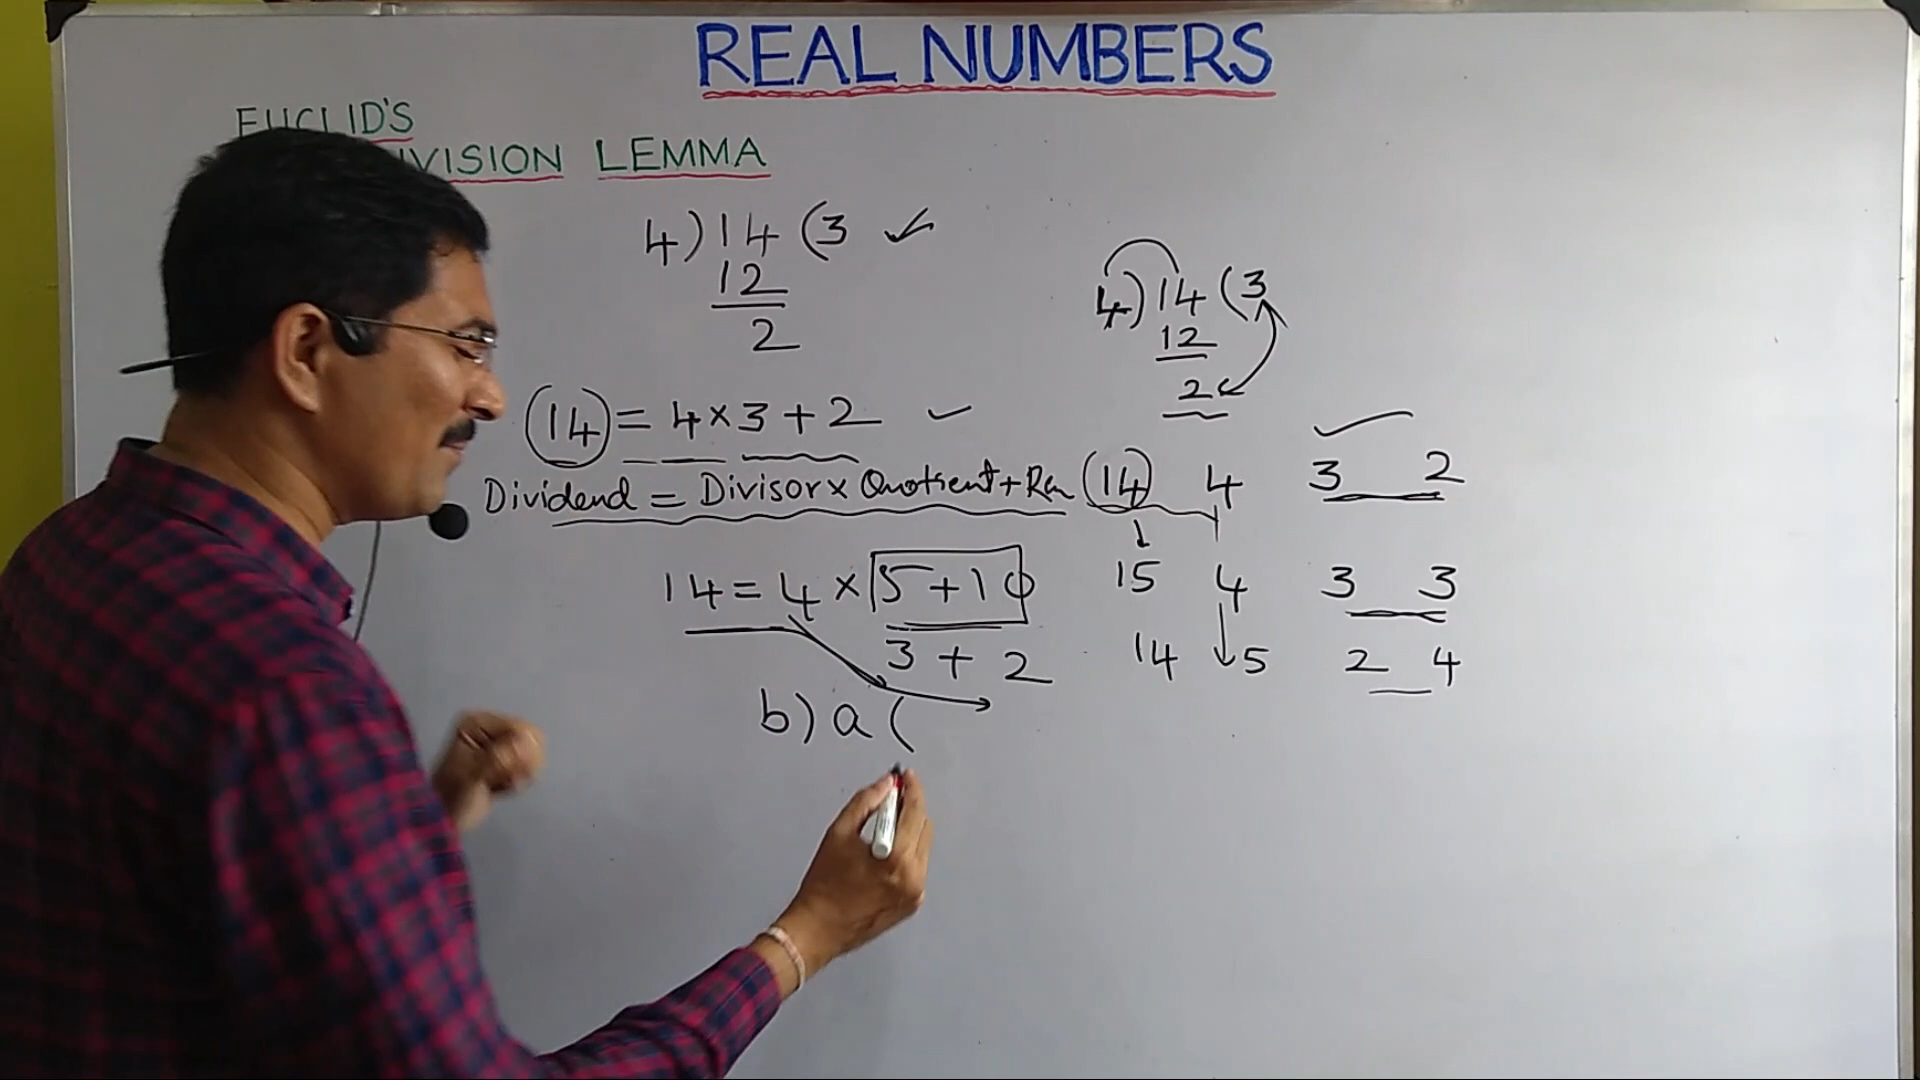 REAL NUMBERS
EUCLID'S
DIVISION LEMMA
4) 14 (3 ✓
12
2
4) 14 (3
12
2
14 = 4×3+2 ✓
Dividend = Divisor × Quotient + Rem
14 4 3 2 ✓
14 = 4 × 5+10
15 4 3 3
3 + 2
14 5 2 4
b) a (